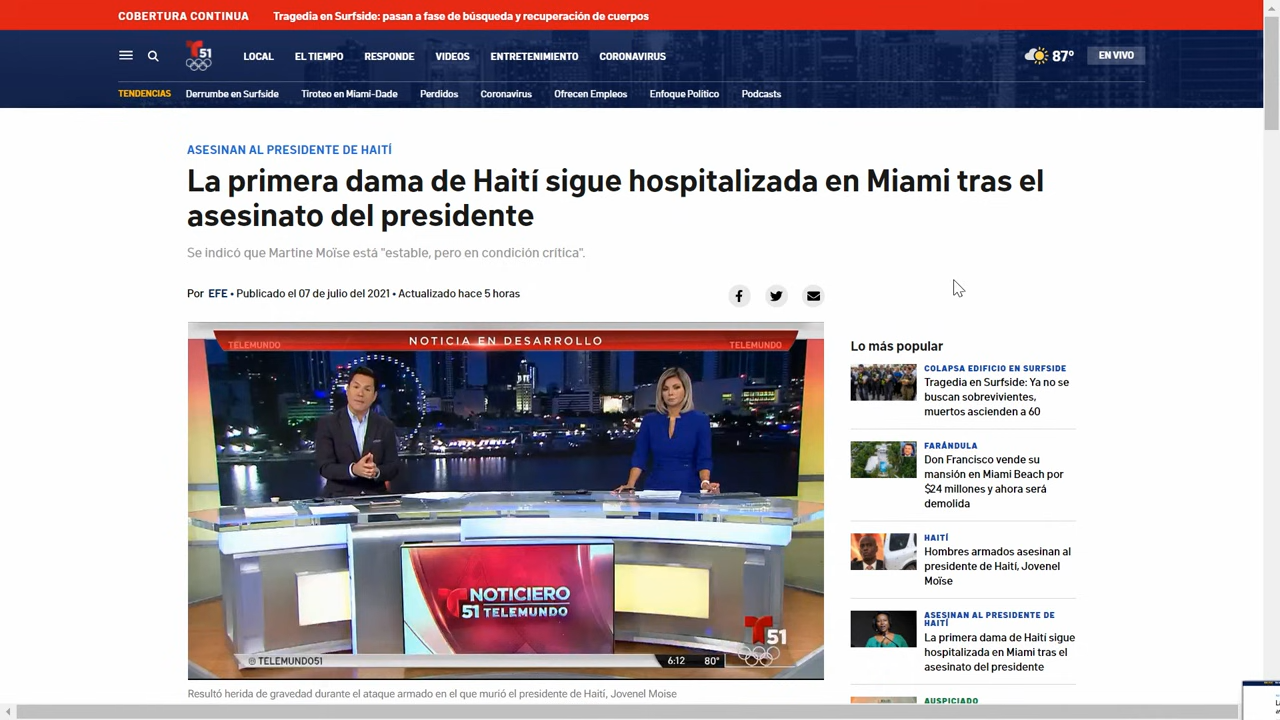 COBERTURA CONTINUA Tragedia en Surfside: pasan a fase de búsqueda y recuperación de cuerpos
51 LOCAL EL TIEMPO RESPONDE VIDEOS ENTRETENIMIENTO CORONAVIRUS 87° EN VIVO
TENDENCIAS Derrumbe en Surfside Tiroteo en Miami-Dade Perdidos Coronavirus Ofrecen Empleos Enfoque Político Podcasts
ASESINAN AL PRESIDENTE DE HAITÍ
La primera dama de Haití sigue hospitalizada en Miami tras el
asesinato del presidente
Se indicó que Martine Moïse está "estable, pero en condición crítica".
Por EFE • Publicado el 07 de julio del 2021 • Actualizado hace 5 horas
TELEMUNDO NOTICIA EN DESARROLLO TELEMUNDO
NOTICIERO
51 TELEMUNDO
51
@TELEMUNDO51 6:12 80°
Resultó herida de gravedad durante el ataque armado en el que murió el presidente de Haití, Jovenel Moise
Lo más popular
COLAPSA EDIFICIO EN SURFSIDE
Tragedia en Surfside: Ya no se
buscan sobrevivientes,
muertos ascienden a 60
FARÁNDULA
Don Francisco vende su
mansión en Miami Beach por
$24 millones y ahora será
demolida
HAITÍ
Hombres armados asesinan al
presidente de Haití, Jovenel
Moïse
ASESINAN AL PRESIDENTE DE
HAITÍ
La primera dama de Haití sigue
hospitalizada en Miami tras el
asesinato del presidente
AUSPICIADO